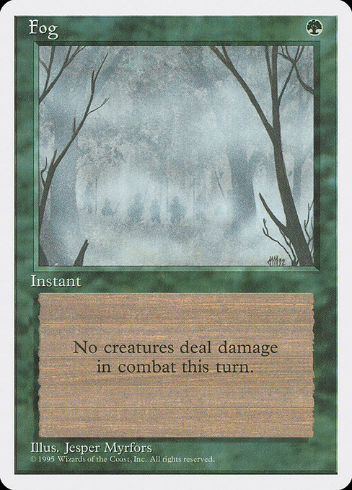 Fog
Instant
No creatures deal damage
in combat this turn.
Illus. Jesper Myrfors
© 1995 Wizards of the Coast, Inc. All rights reserved.